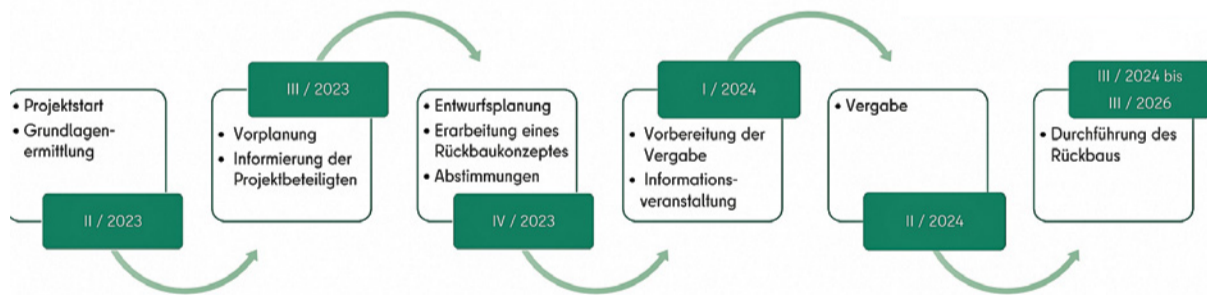 • Projektstart
• Grundlagen-
ermittlung
II / 2023
III / 2023
• Vorplanung
• Informierung der
Projektbeteiligten
• Entwurfsplanung
• Erarbeitung eines
Rückbaukonzeptes
• Abstimmungen
IV / 2023
I / 2024
• Vorbereitung der
Vergabe
• Informations-
veranstaltung
• Vergabe
II / 2024
III / 2024 bis
III / 2026
• Durchführung des
Rückbaus